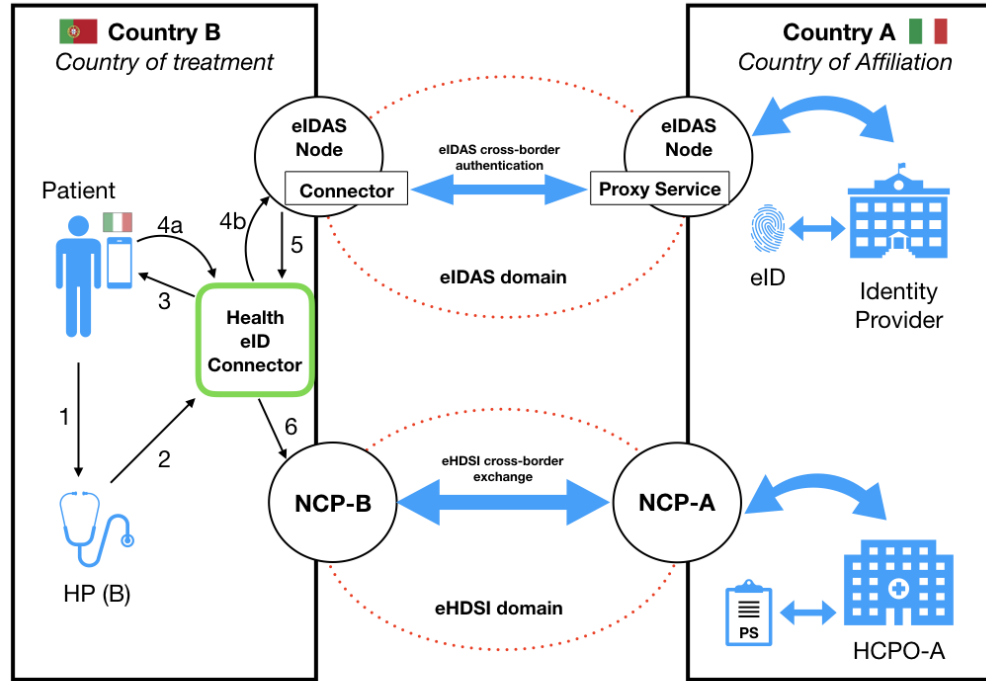 Country B
Country of treatment
Country A
Country of Affiliation
eIDAS
Node
Connector
eIDAS cross-border
authentication
eIDAS
Node
Proxy Service
Patient
4a
4b
5
3
eIDAS domain
eID
Identity
Provider
Health
eID
Connector
1
2
6
eHDSI cross-border
exchange
NCP-B
NCP-A
HP (B)
eHDSI domain
PS
HCPO-A